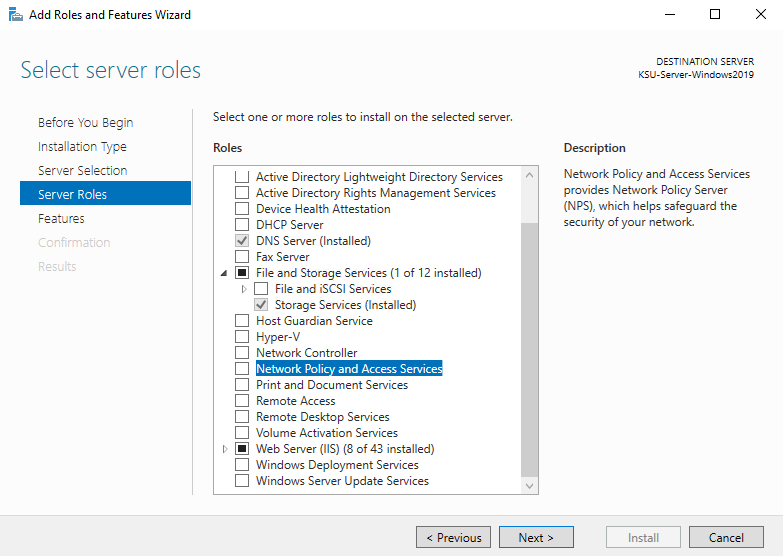 Add Roles and Features Wizard
Select server roles
DESTINATION SERVER
KSU-Server-Windows2019
Before You Begin
Installation Type
Server Selection
Server Roles
Features
Confirmation
Results
Select one or more roles to install on the selected server.
Roles
Active Directory Lightweight Directory Services
Active Directory Rights Management Services
Device Health Attestation
DHCP Server
DNS Server (Installed)
Fax Server
File and Storage Services (1 of 12 installed)
File and iSCSI Services
Storage Services (Installed)
Host Guardian Service
Hyper-V
Network Controller
Network Policy and Access Services
Print and Document Services
Remote Access
Remote Desktop Services
Volume Activation Services
Web Server (IIS) (8 of 43 installed)
Windows Deployment Services
Windows Server Update Services
Description
Network Policy and Access Services
provides Network Policy Server
(NPS), which helps safeguard the
security of your network.
< Previous
Next >
Install
Cancel